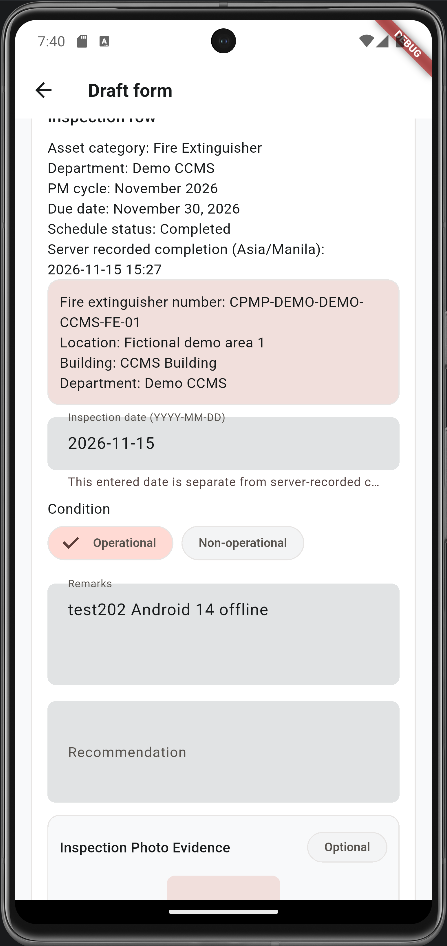 7:40
DEBUG
Draft form
Inspection row
Asset category: Fire Extinguisher
Department: Demo CCMS
PM cycle: November 2026
Due date: November 30, 2026
Schedule status: Completed
Server recorded completion (Asia/Manila):
2026-11-15 15:27
Fire extinguisher number: CPMP-DEMO-DEMO-
CCMS-FE-01
Location: Fictional demo area 1
Building: CCMS Building
Department: Demo CCMS
Inspection date (YYYY-MM-DD)
2026-11-15
This entered date is separate from server-recorded c...
Condition
Operational
Non-operational
Remarks
test202 Android 14 offline
Recommendation
Inspection Photo Evidence
Optional